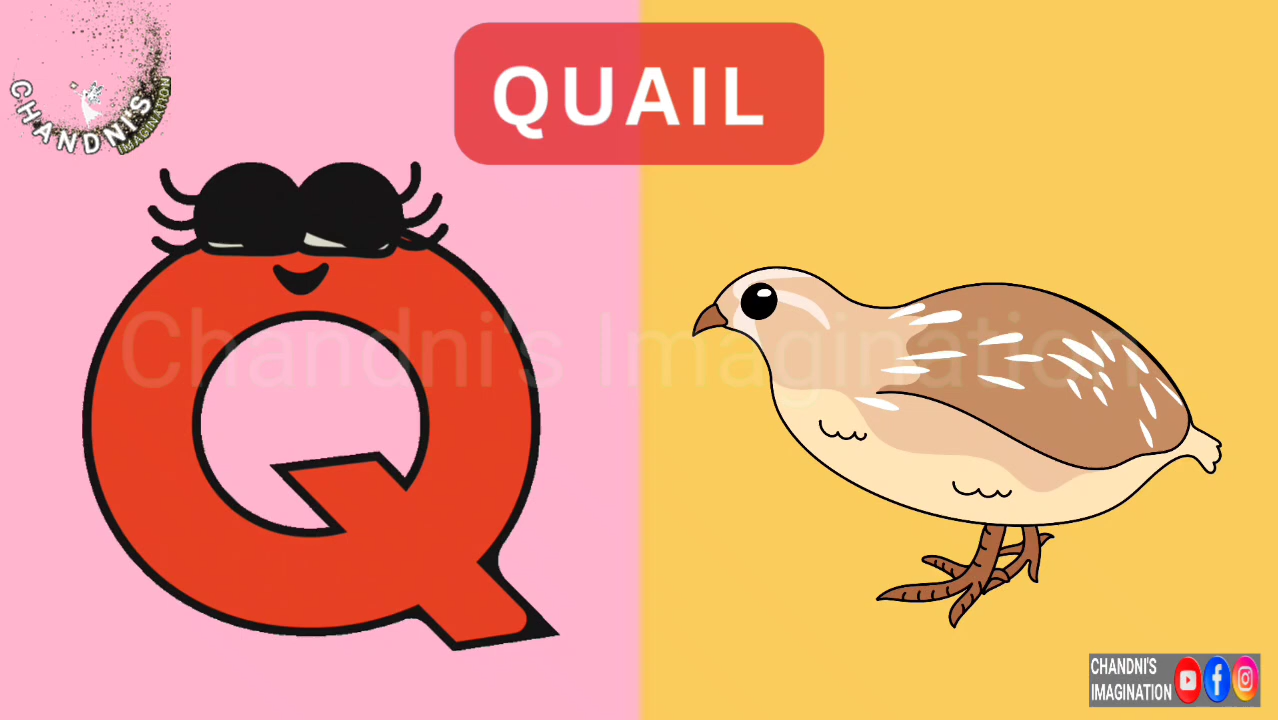 CHANDNI'S
IMAGINATION
QUAIL
Q
Chandni's Imagination
CHANDNI'S
IMAGINATION